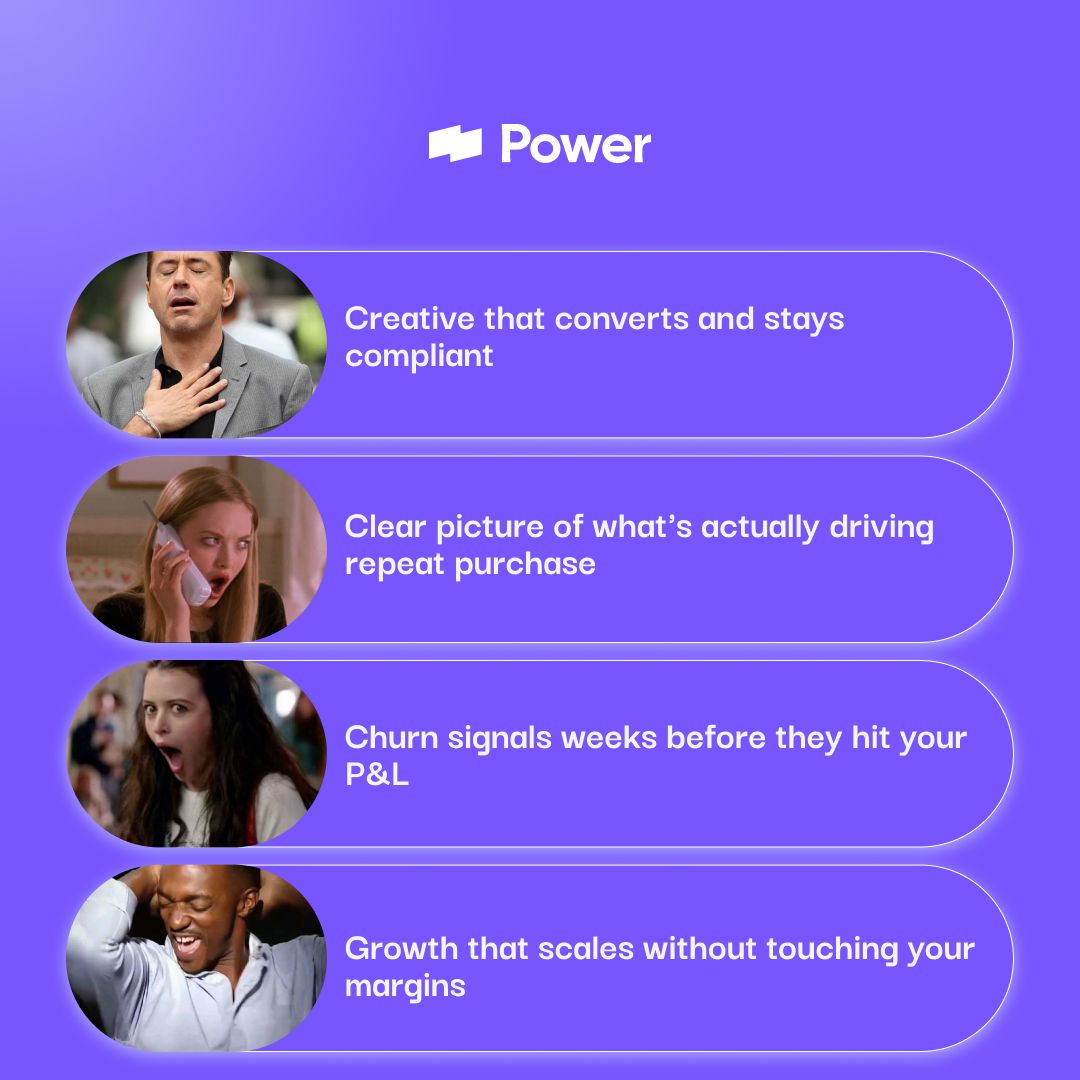 Power
Creative that converts and stays
compliant
Clear picture of what’s actually driving
repeat purchase
Churn signals weeks before they hit your
P&L
Growth that scales without touching your
margins